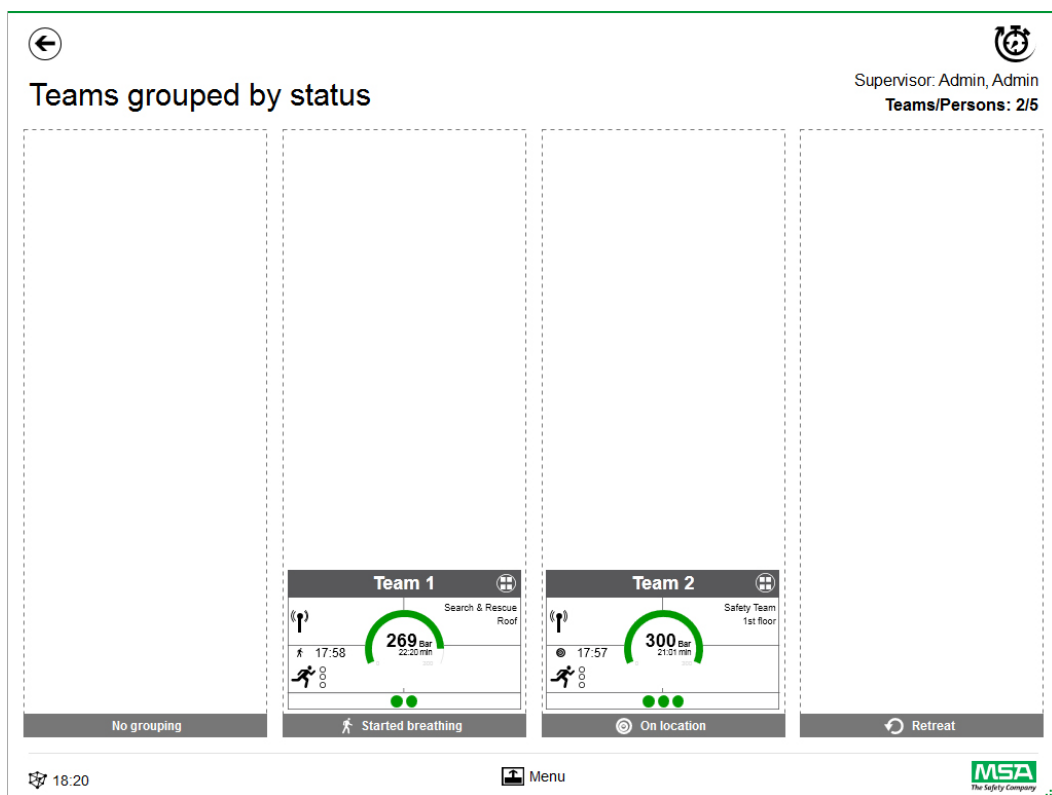 Supervisor: Admin, Admin
Teams grouped by status
Teams/Persons: 2/5
Team 1
Search & Rescue
Roof
269 Bar
22:20 min
17:58
Team 2
Safety Team
1st floor
300 Bar
21:01 min
17:57
No grouping
Started breathing
On location
Retreat
18:20
Menu
MSA
The Safety Company